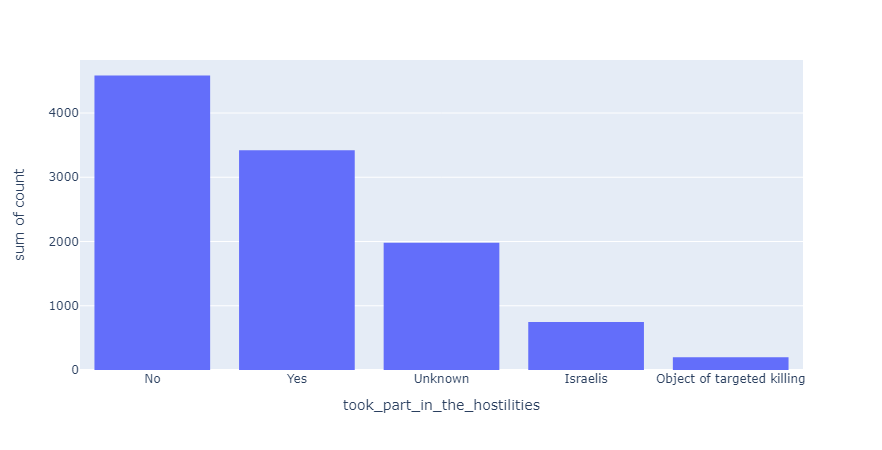 4000
3000
2000
1000
0
sum of count
No
Yes
Unknown
Israelis
Object of targeted killing
took_part_in_the_hostilities